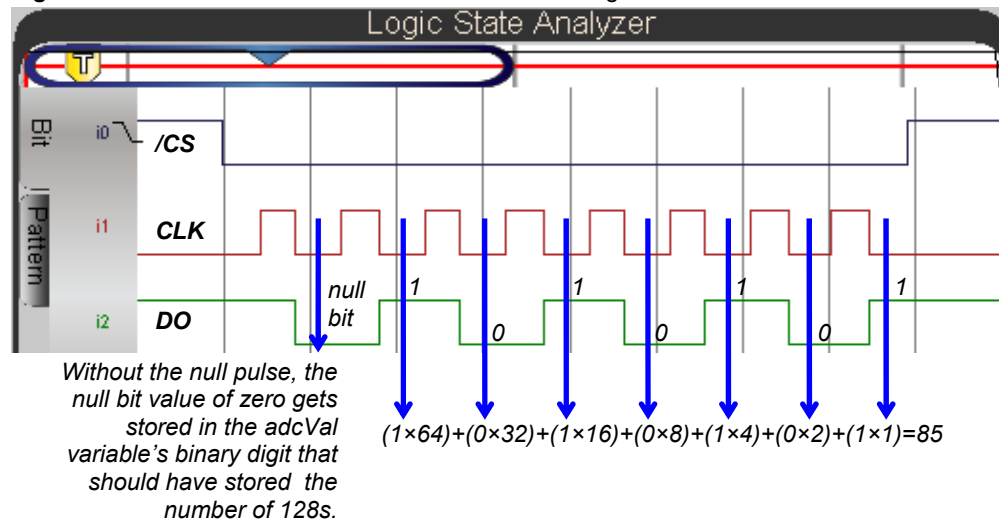 Logic State Analyzer
T
Bit
i0 /CS
Pattern
i1 CLK
i2 DO
null
bit
1
0
1
0
1
0
1
Without the null pulse, the
null bit value of zero gets
stored in the adcVal
variable's binary digit that
should have stored the
number of 128s.
(1×64)+(0×32)+(1×16)+(0×8)+(1×4)+(0×2)+(1×1)=85